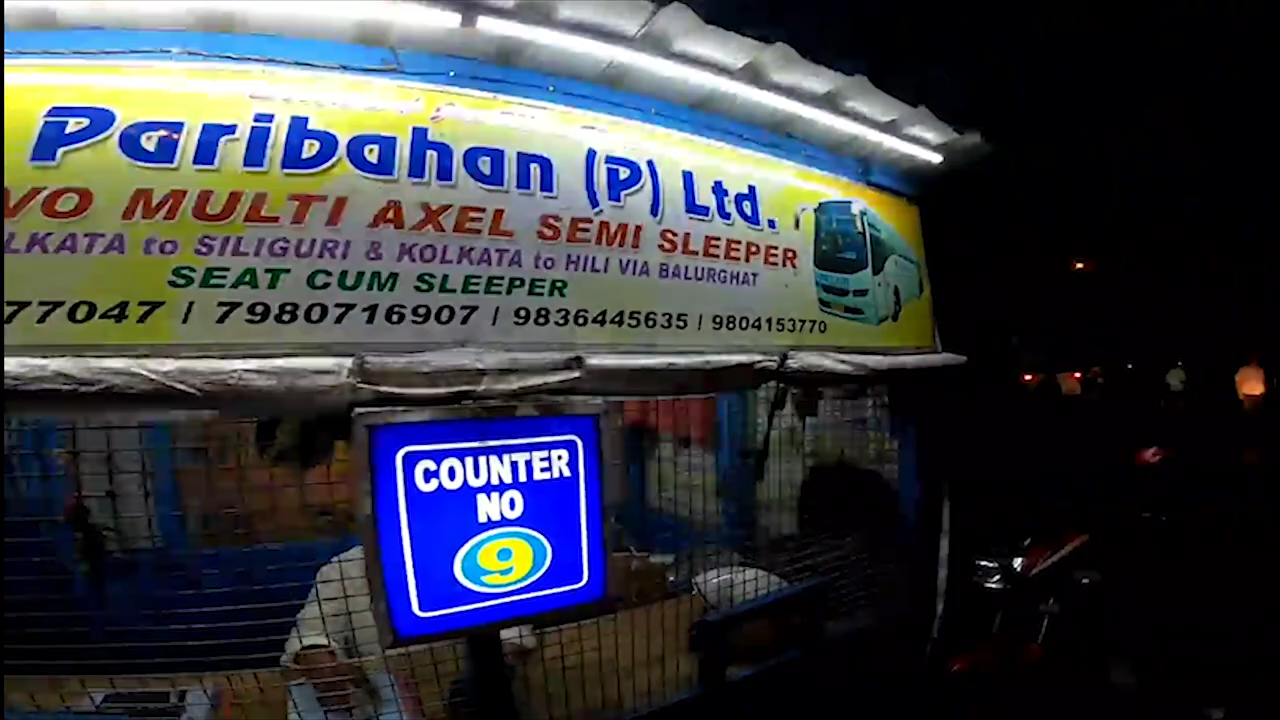 Paribahan (P) Ltd.
VO MULTI AXEL SEMI SLEEPER
LKATA to SILIGURI & KOLKATA to HILI VIA BALURGHAT
SEAT CUM SLEEPER
77047 / 7980716907 / 9836445635 / 9804153770
COUNTER
NO
9